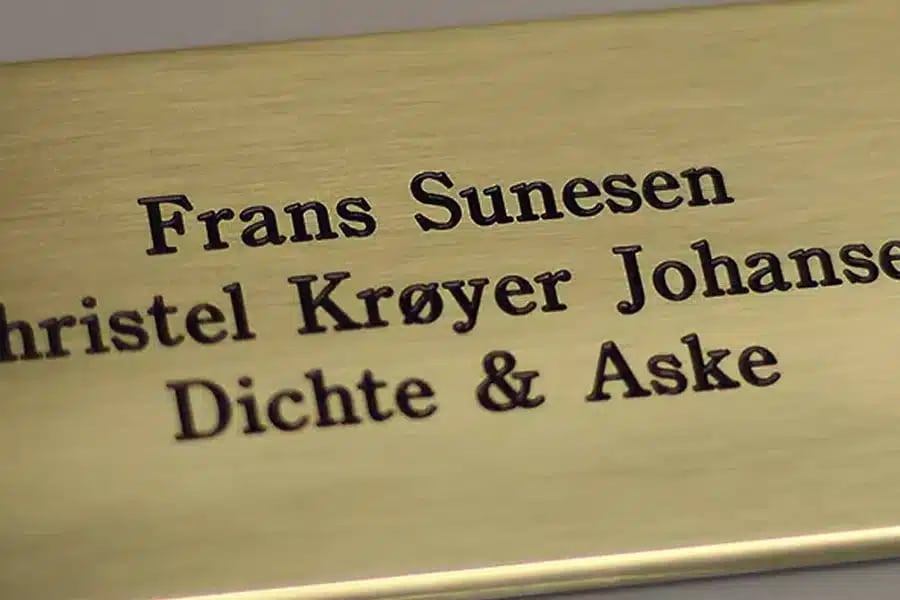 Frans Sunesen
hristel Krøyer Johanse
Dichte & Aske